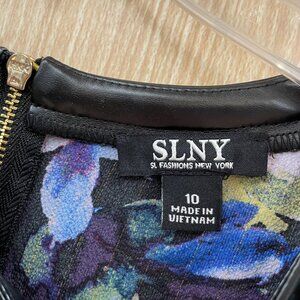 SLNY
SL FASHIONS NEW YORK
10
MADE IN
VIETNAM